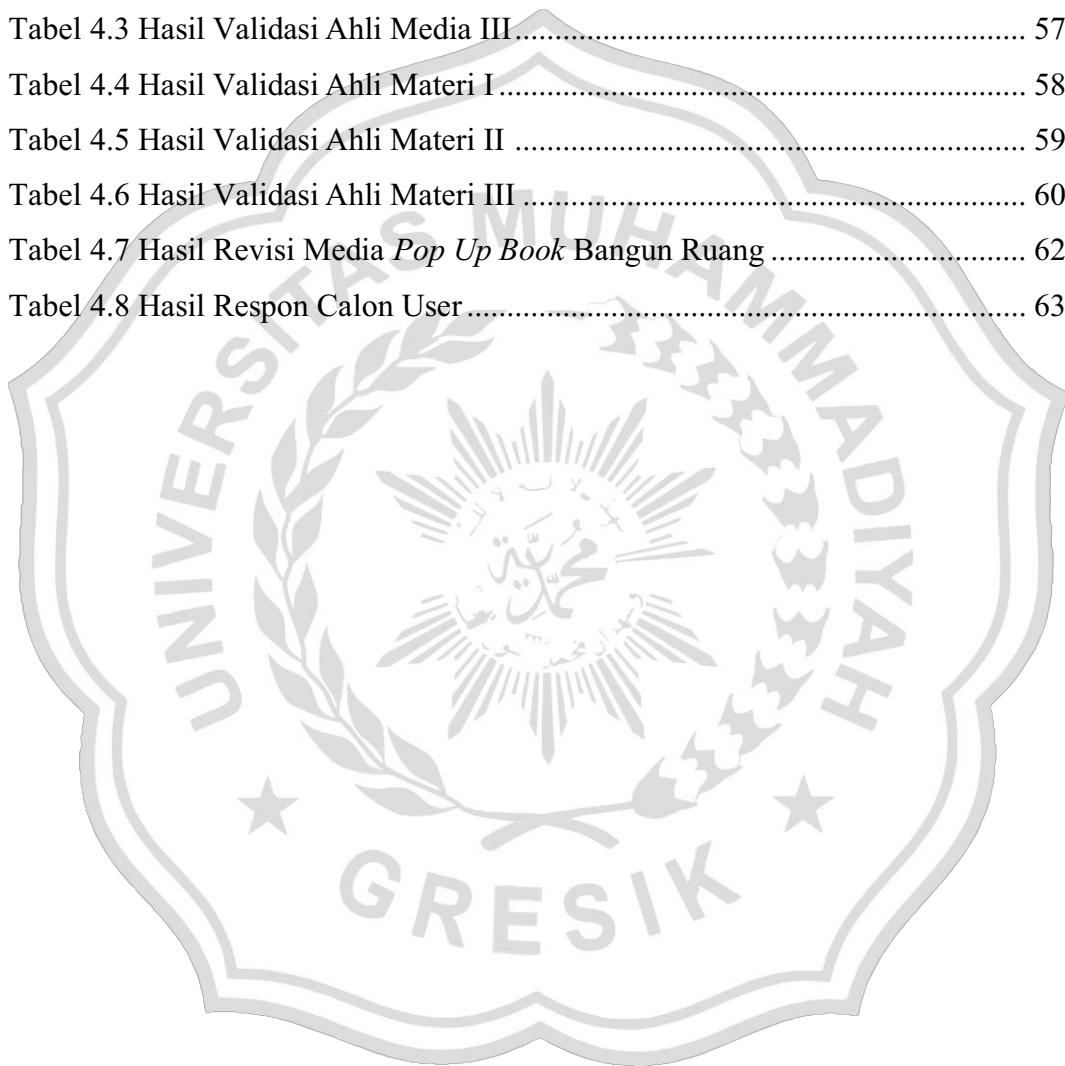 Tabel 4.3 Hasil Validasi Ahli Media III.................................................................. 57
Tabel 4.4 Hasil Validasi Ahli Materi I.................................................................... 58
Tabel 4.5 Hasil Validasi Ahli Materi II .................................................................. 59
Tabel 4.6 Hasil Validasi Ahli Materi III ................................................................. 60
Tabel 4.7 Hasil Revisi Media Pop Up Book Bangun Ruang ................................. 62
Tabel 4.8 Hasil Respon Calon User........................................................................ 63
UNIVERSITAS MUHAMMADIYAH
محمدية
GRESIK